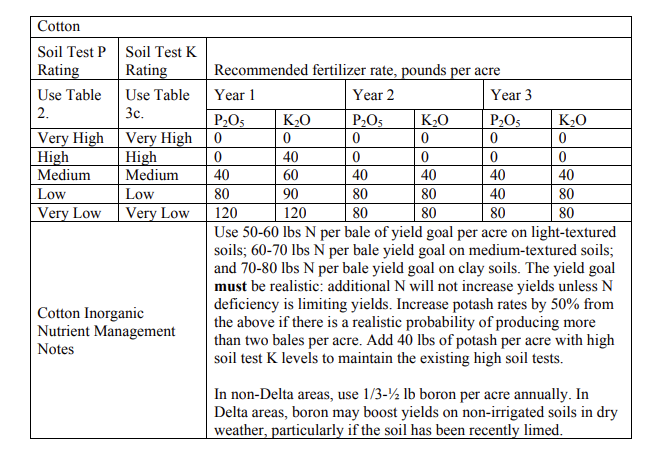 Cotton
Soil Test P Rating Soil Test K Rating Recommended fertilizer rate, pounds per acre
Use Table 2. Use Table 3c. Year 1 Year 2 Year 3
P₂O₅ K₂O P₂O₅ K₂O P₂O₅ K₂O
Very High Very High 0 0 0 0 0 0
High High 0 40 0 0 0 0
Medium Medium 40 60 40 40 40 40
Low Low 80 90 80 80 40 80
Very Low Very Low 120 120 80 80 80 80
Cotton Inorganic
Nutrient Management
Notes
Use 50-60 lbs N per bale of yield goal per acre on light-textured
soils; 60-70 lbs N per bale yield goal on medium-textured soils;
and 70-80 lbs N per bale yield goal on clay soils. The yield goal
must be realistic: additional N will not increase yields unless N
deficiency is limiting yields. Increase potash rates by 50% from
the above if there is a realistic probability of producing more
than two bales per acre. Add 40 lbs of potash per acre with high
soil test K levels to maintain the existing high soil tests.
In non-Delta areas, use 1/3-½ lb boron per acre annually. In
Delta areas, boron may boost yields on non-irrigated soils in dry
weather, particularly if the soil has been recently limed.